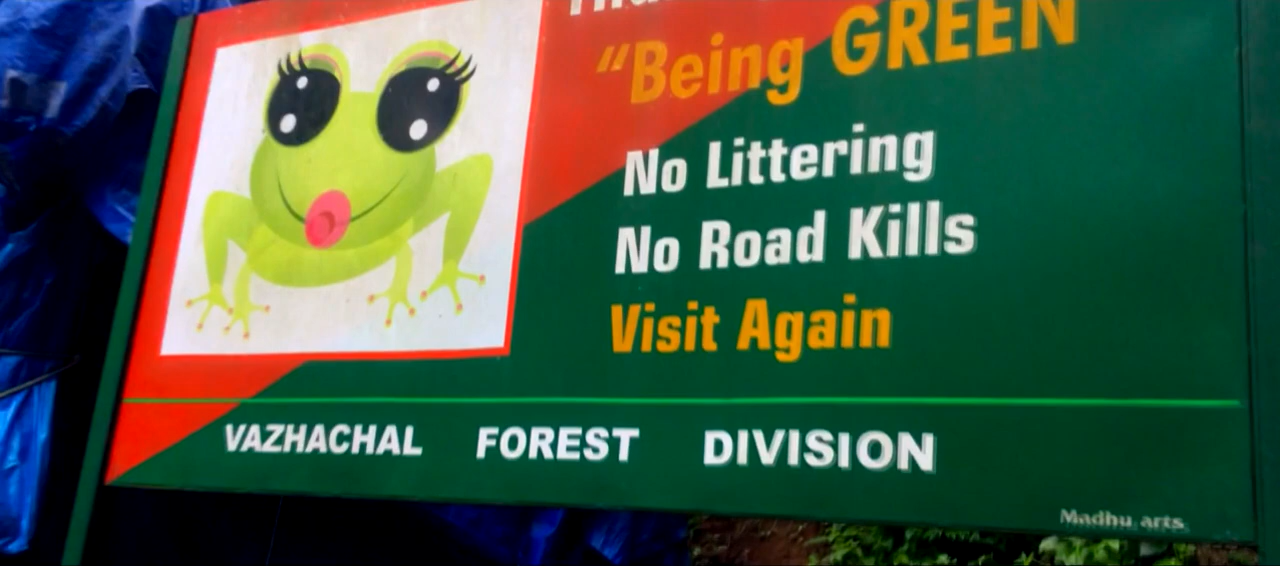 "Being GREEN
No Littering
No Road Kills
Visit Again
VAZHACHAL FOREST DIVISION
Madhu arts